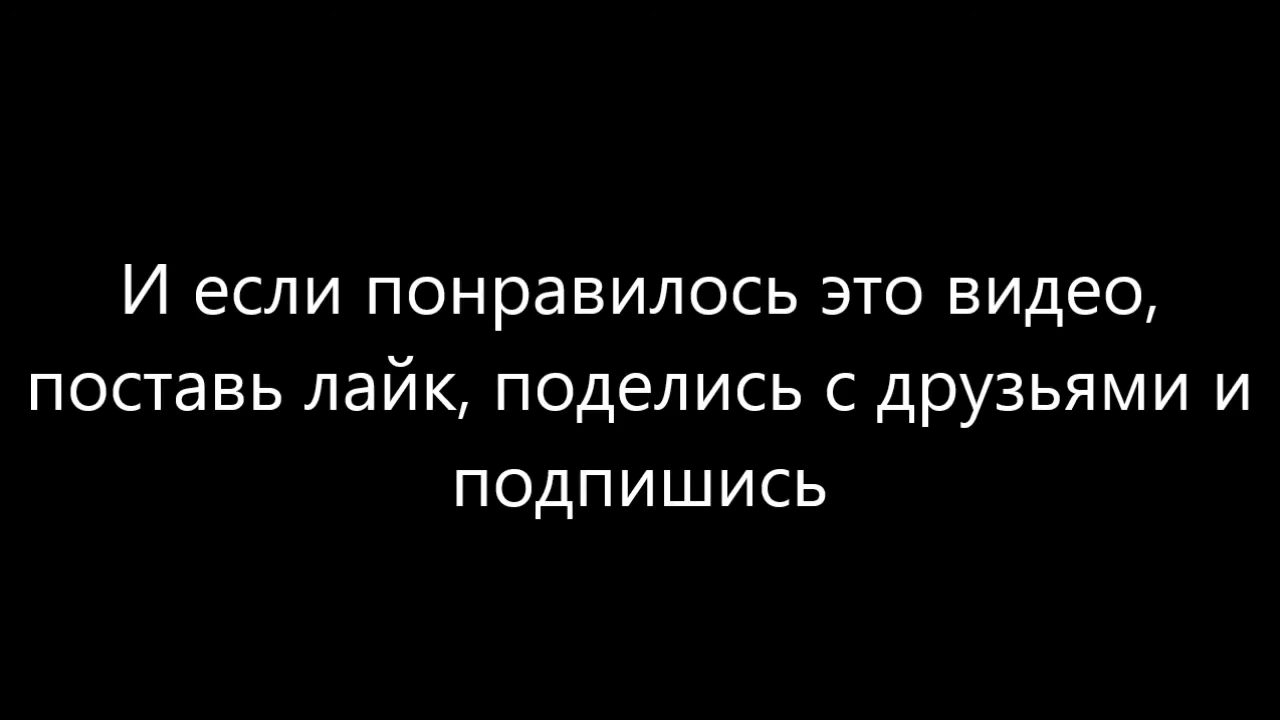 И если понравилось это видео,
поставь лайк, поделись с друзьями и
подпишись